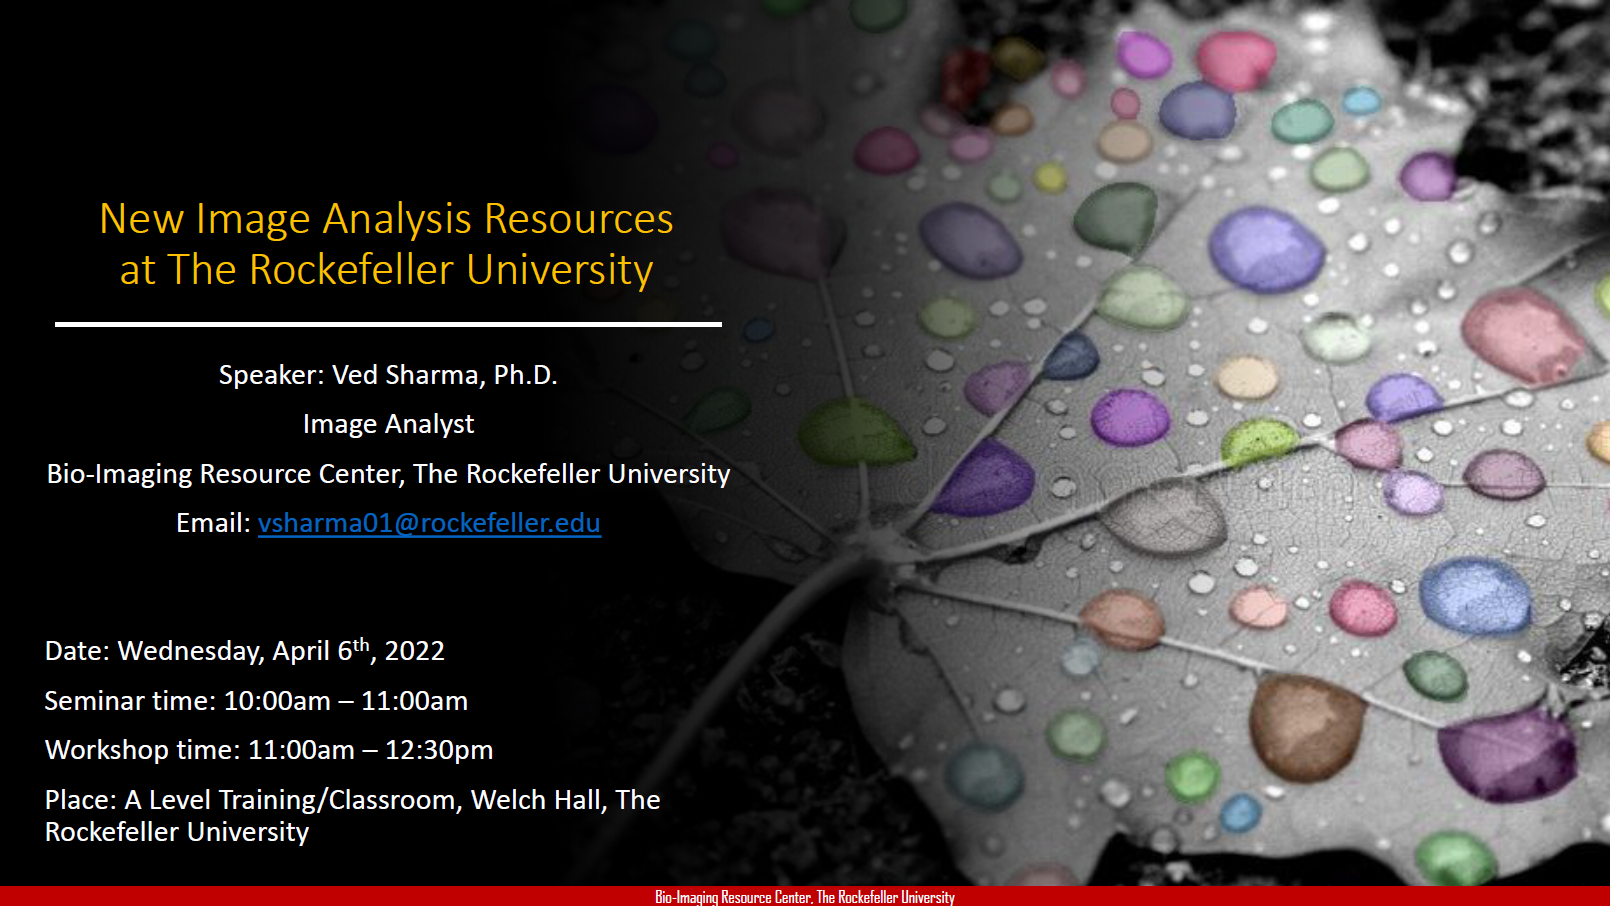 New Image Analysis Resources
at The Rockefeller University
Speaker: Ved Sharma, Ph.D.
Image Analyst
Bio-Imaging Resource Center, The Rockefeller University
Email: vsharma01@rockefeller.edu
Date: Wednesday, April 6th, 2022
Seminar time: 10:00am – 11:00am
Workshop time: 11:00am – 12:30pm
Place: A Level Training/Classroom, Welch Hall, The
Rockefeller University
Bio-Imaging Resource Center, The Rockefeller University